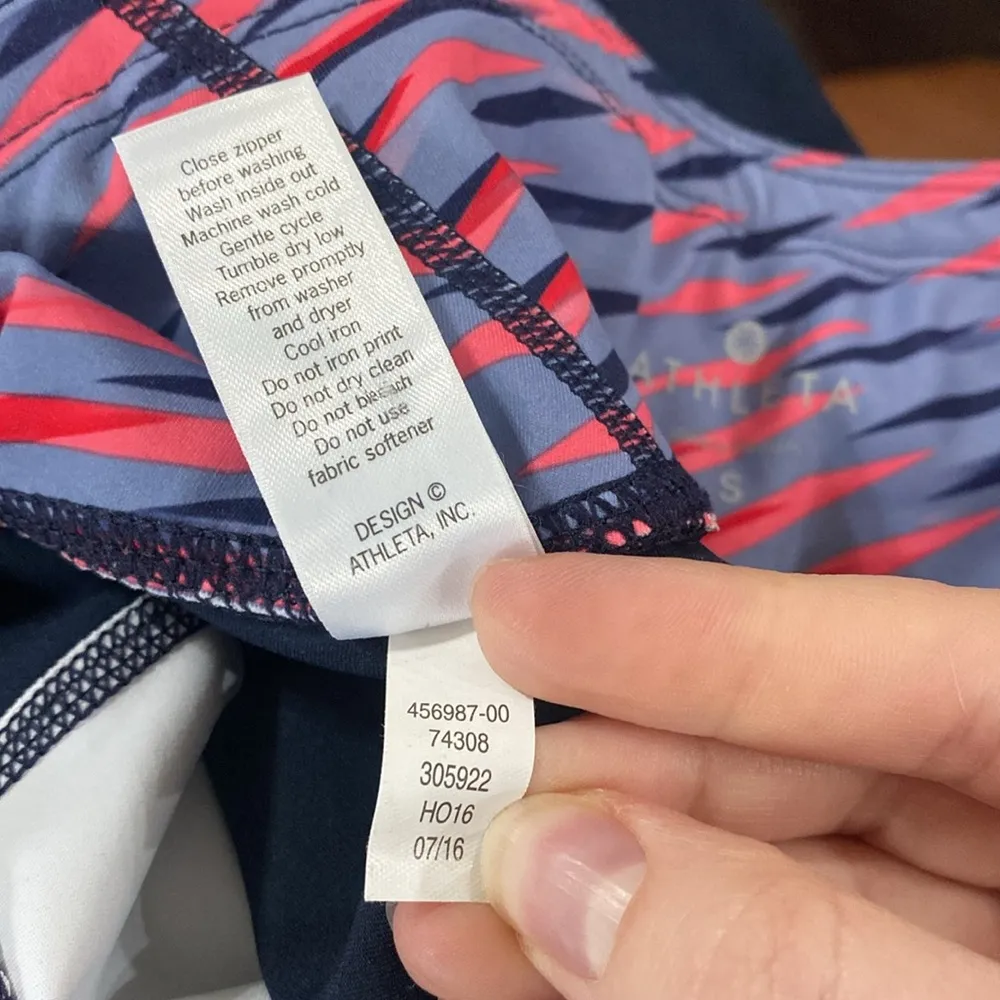 Close zipper
before washing
Wash inside out
Machine wash cold
Gentle cycle
Tumble dry low
Remove promptly
from washer
and dryer
Cool iron
Do not iron print
Do not dry clean
Do not bleach
Do not use
fabric softener
DESIGN ©
ATHLETA, INC.
456987-00
74308
305922
HO16
07/16
ATHLETA
S